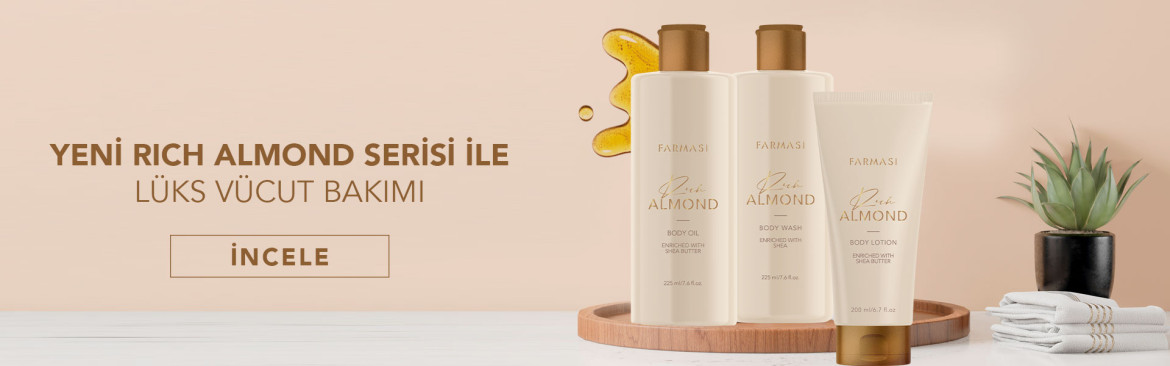 YENİ RICH ALMOND SERİSİ İLE
LÜKS VÜCUT BAKIMI
İNCELE
FARMASI
Rich
ALMOND
BODY OIL
ENRICHED WITH
SHEA BUTTER
225 ml/7.6 fl.oz
FARMASI
Rich
ALMOND
BODY WASH
ENRICHED WITH
SHEA
225 ml/7.6 fl.oz
FARMASI
Rich
ALMOND
BODY LOTION
ENRICHED WITH
SHEA BUTTER
200 ml/6.7 fl.oz